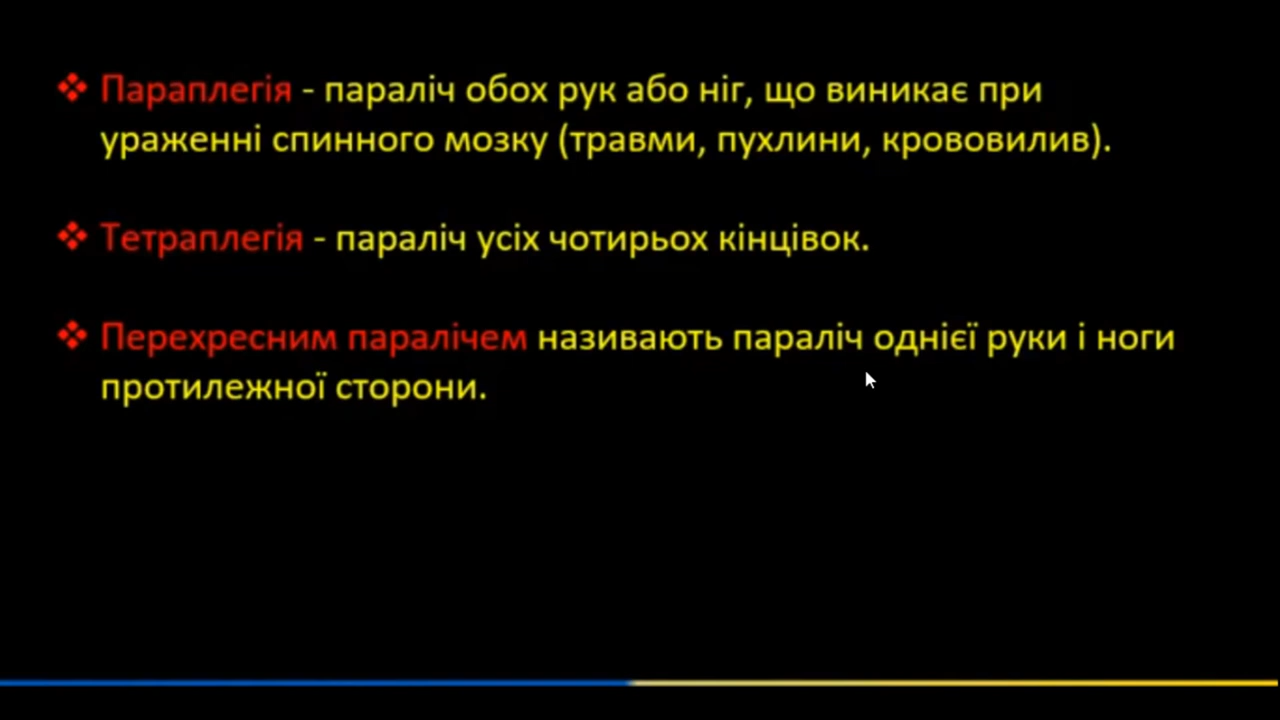 ❖ Параплегія - параліч обох рук або ніг, що виникає при
ураженні спинного мозку (травми, пухлини, крововилив).
❖ Тетраплегія - параліч усіх чотирьох кінцівок.
❖ Перехресним паралічем називають параліч однієї руки і ноги
протилежної сторони.